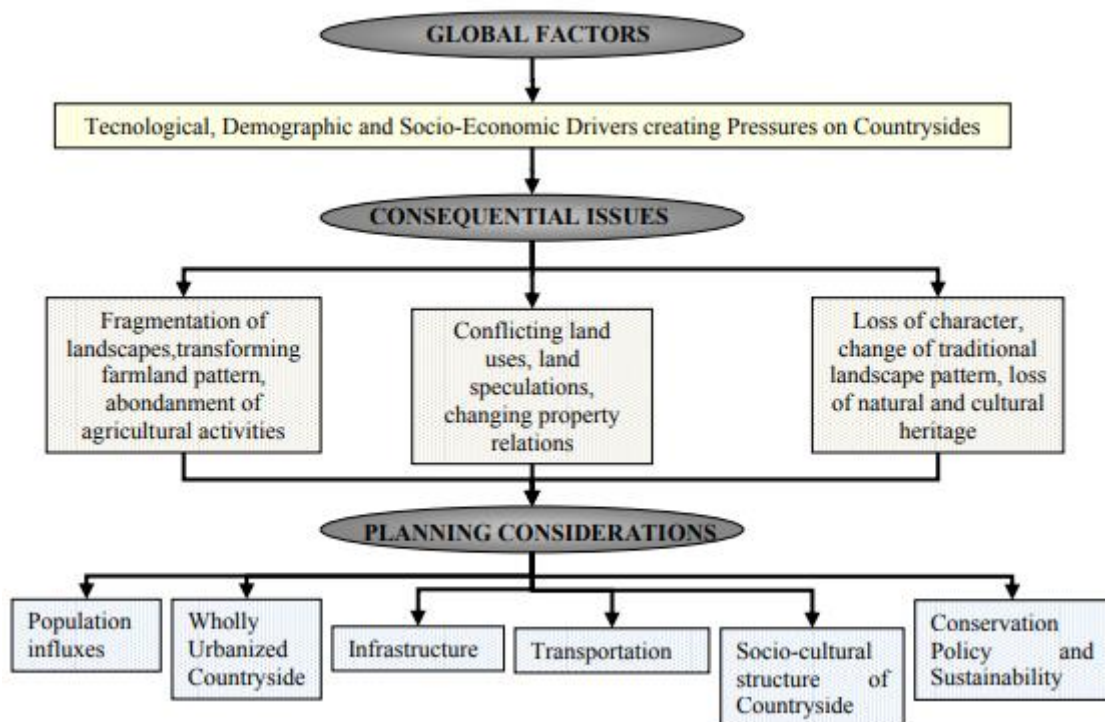 GLOBAL FACTORS
Tecnological, Demographic and Socio-Economic Drivers creating Pressures on Countrysides
CONSEQUENTIAL ISSUES
Fragmentation of
landscapes,transforming
farmland pattern,
abondanment of
agricultural activities
Conflicting land
uses, land
speculations,
changing property
relations
Loss of character,
change of traditional
landscape pattern, loss
of natural and cultural
heritage
PLANNING CONSIDERATIONS
Population
influxes
Wholly
Urbanized
Countryside
Infrastructure
Transportation
Socio-cultural
structure of
Countryside
Conservation
Policy and
Sustainability